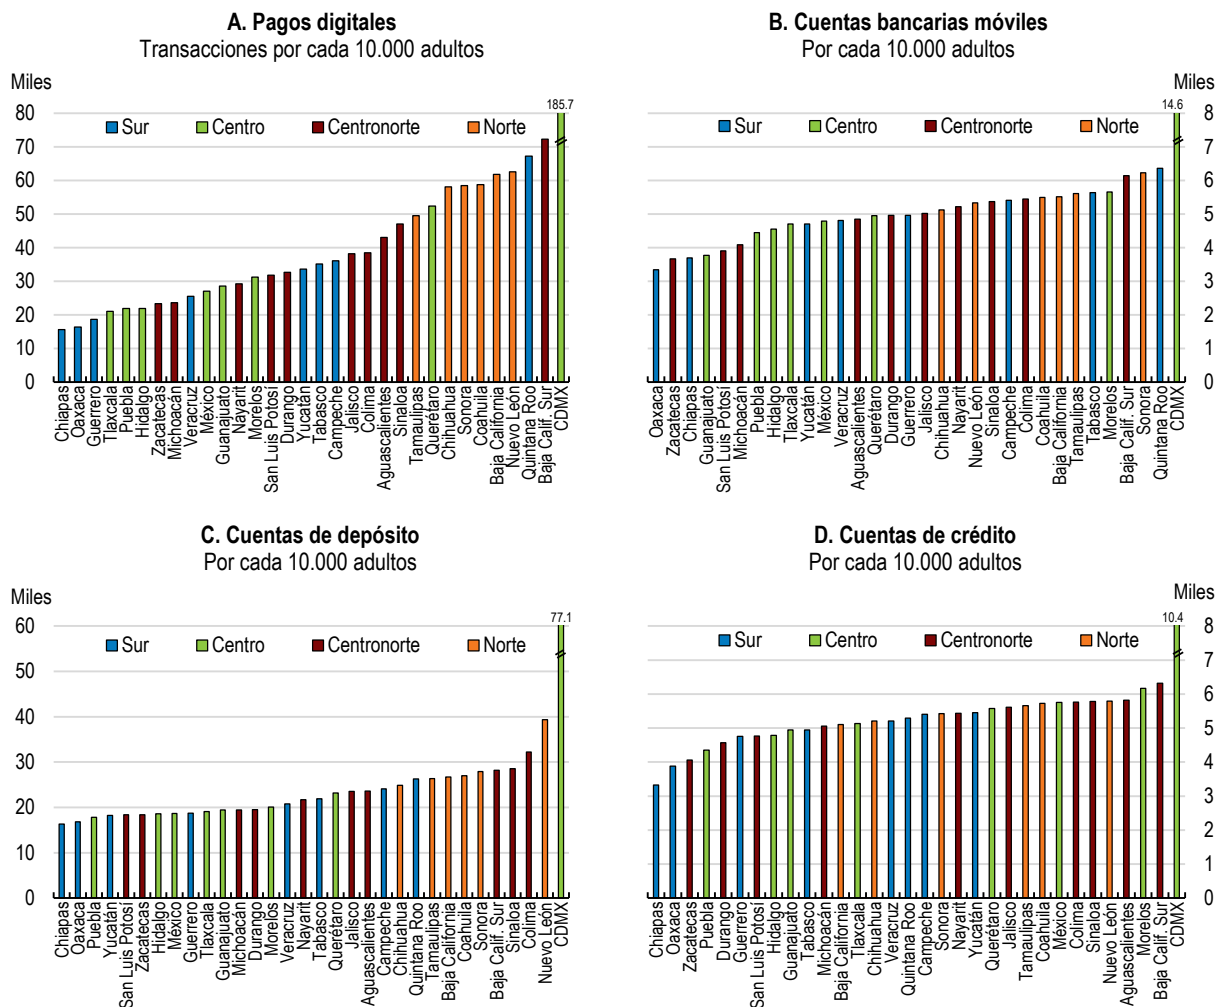 A. Pagos digitales
Transacciones por cada 10.000 adultos
Miles
185.7
80
70
60
50
40
30
20
10
0
Sur
Centro
Centronorte
Norte
Chiapas
Oaxaca
Guerrero
Tlaxcala
Puebla
Hidalgo
Zacatecas
Michoacán
Veracruz
México
Guanajuato
Nayarit
Morelos
San Luis Potosí
Durango
Yucatán
Tabasco
Campeche
Jalisco
Colima
Aguascalientes
Sinaloa
Tamaulipas
Querétaro
Chihuahua
Sonora
Coahuila
Baja California
Nuevo León
Quintana Roo
Baja Calif. Sur
CDMX
B. Cuentas bancarias móviles
Por cada 10.000 adultos
Miles
14.6
8
7
6
5
4
3
2
1
0
Sur
Centro
Centronorte
Norte
Oaxaca
Zacatecas
Chiapas
Guanajuato
San Luis Potosí
Michoacán
Puebla
Hidalgo
Tlaxcala
Yucatán
México
Veracruz
Aguascalientes
Querétaro
Durango
Guerrero
Jalisco
Chihuahua
Nayarit
Nuevo León
Sinaloa
Campeche
Colima
Coahuila
Baja California
Tamaulipas
Tabasco
Morelos
Baja Calif. Sur
Sonora
Quintana Roo
CDMX
C. Cuentas de depósito
Por cada 10.000 adultos
Miles
77.1
60
50
40
30
20
10
0
Sur
Centro
Centronorte
Norte
Chiapas
Oaxaca
Puebla
Yucatán
San Luis Potosí
Zacatecas
Hidalgo
México
Guerrero
Tlaxcala
Guanajuato
Michoacán
Durango
Morelos
Veracruz
Nayarit
Tabasco
Querétaro
Jalisco
Aguascalientes
Campeche
Chihuahua
Quintana Roo
Tamaulipas
Baja California
Coahuila
Sonora
Baja Calif. Sur
Sinaloa
Colima
Nuevo León
CDMX
D. Cuentas de crédito
Por cada 10.000 adultos
Miles
10.4
8
7
6
5
4
3
2
1
0
Sur
Centro
Centronorte
Norte
Chiapas
Oaxaca
Zacatecas
Puebla
Durango
Guerrero
San Luis Potosí
Hidalgo
Guanajuato
Tabasco
Michoacán
Baja California
Tlaxcala
Chihuahua
Veracruz
Quintana Roo
Campeche
Sonora
Nayarit
Yucatán
Querétaro
Jalisco
Tamaulipas
Coahuila
México
Colima
Sinaloa
Nuevo León
Aguascalientes
Morelos
Baja Calif. Sur
CDMX